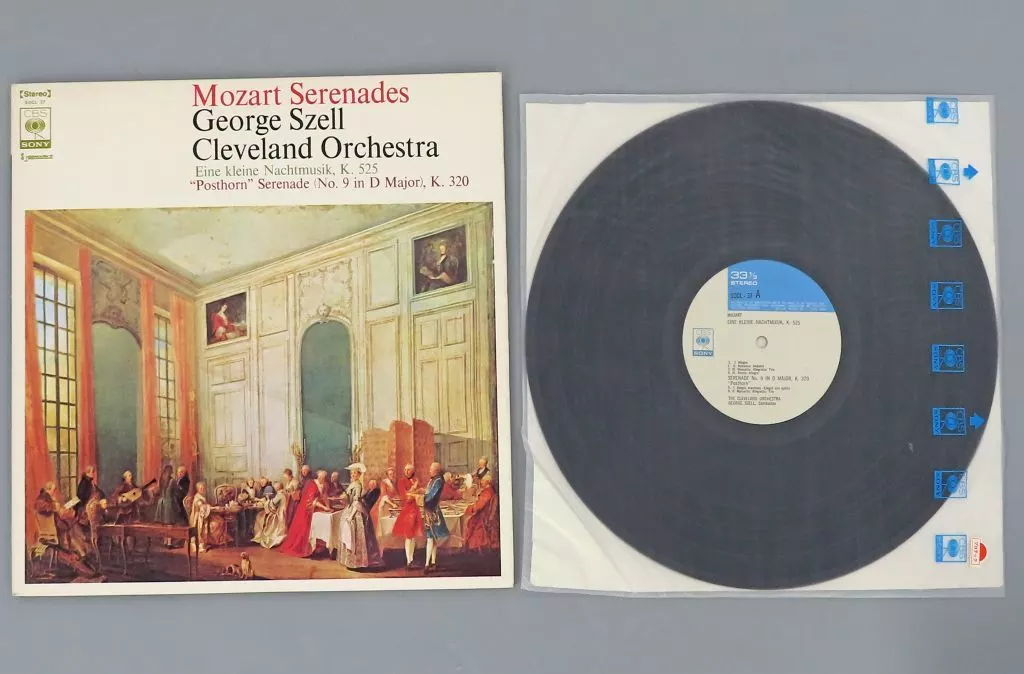 [Stereo]
SOCL 37
CBS
SONY
Mozart Serenades
George Szell
Cleveland Orchestra
Eine kleine Nachtmusik, K. 525
"Posthorn" Serenade (No. 9 in D Major), K. 320
33 1/3
STEREO
SOCL-37-A
MOZART
EINE KLEINE NACHTMUSIK, K. 525
CBS
SONY
SERENADE No. 9 IN D MAJOR, K. 320
"Posthorn"
THE CLEVELAND ORCHESTRA
GEORGE SZELL, Conductor